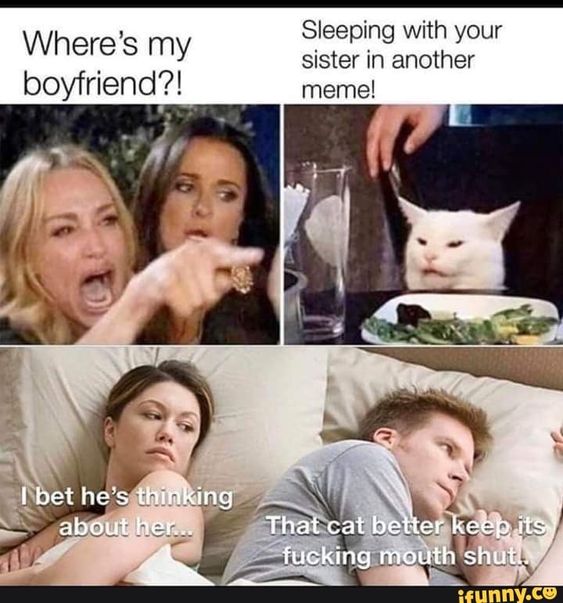 Where's my
boyfriend?!
Sleeping with your
sister in another
meme!
I bet he's thinking
about her...
That cat better keep its
fucking mouth shut..
ifunny.co